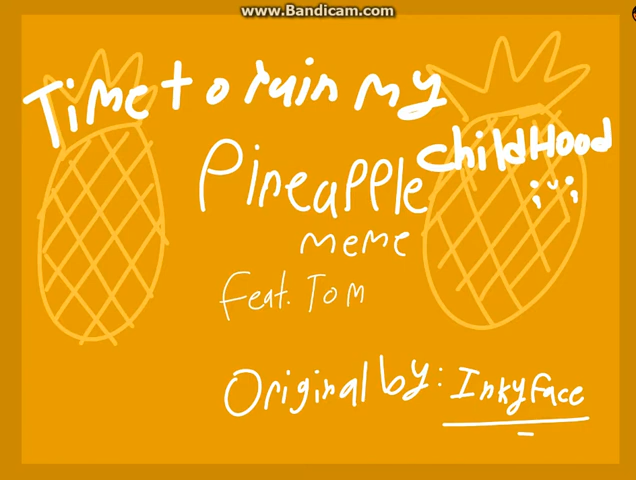 www.Bandicam.com
Time to ruin my
childHood
;u;
Pineapple
meme
feat. Tom
Original by: Inkyface